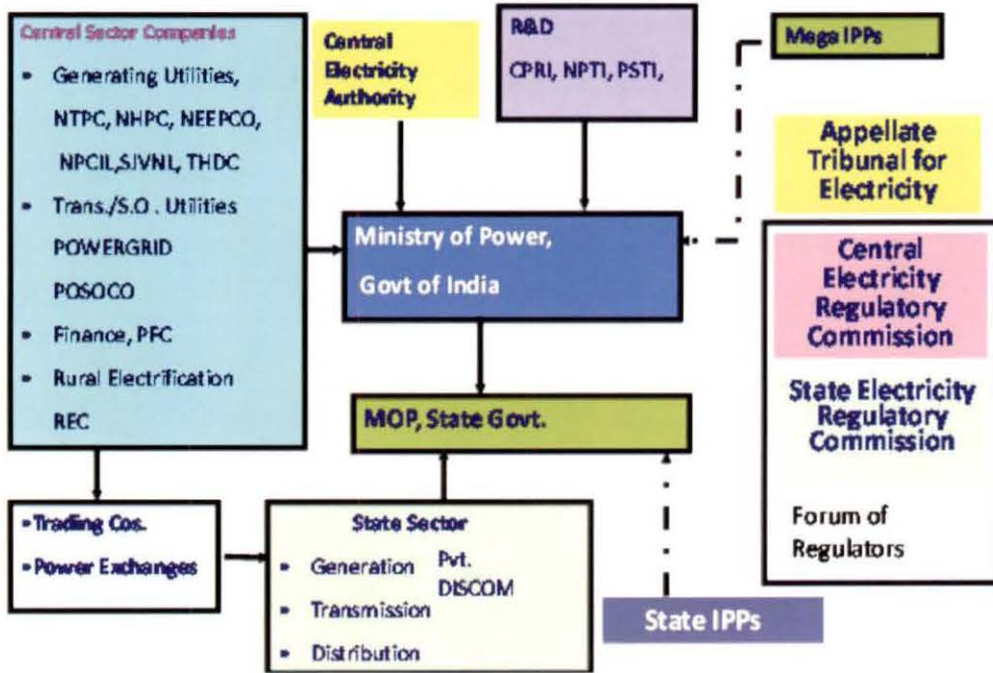 Central Sector Companies
• Generating Utilities,
NTPC, NHPC, NEEPCO,
NPCIL,SJVNL, THDC
• Trans./S.O . Utilities
POWERGRID
POSOCO
• Finance, PFC
• Rural Electrification
REC
Central
Electricity
Authority
R&D
CPRI, NPTI, PSTI,
Mega IPPs
Appellate
Tribunal for
Electricity
Ministry of Power,
Govt of India
Central
Electricity
Regulatory
Commission
State Electricity
Regulatory
Commission
Forum of
Regulators
MOP, State Govt.
•Trading Cos.
•Power Exchanges
State Sector
• Generation
Pvt.
DISCOM
• Transmission
• Distribution
State IPPs